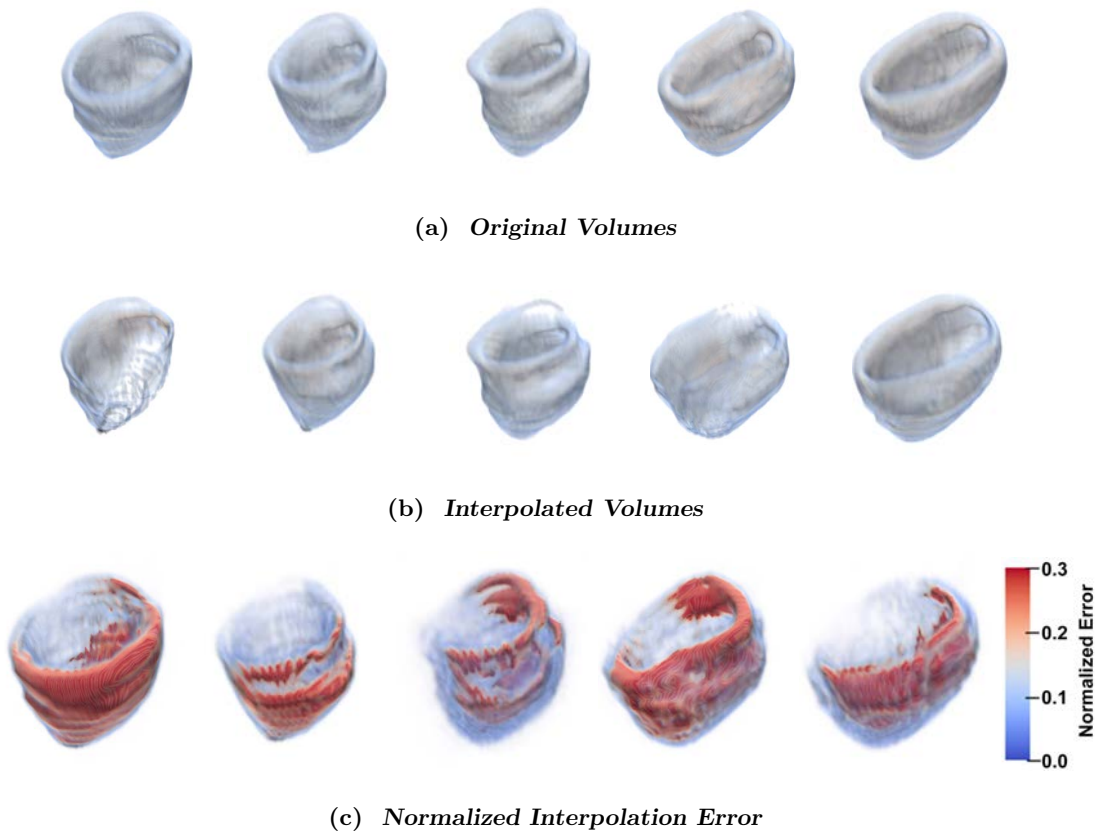 (a) Original Volumes
(b) Interpolated Volumes
0.3
0.2
0.1
0.0
Normalized Error
(c) Normalized Interpolation Error